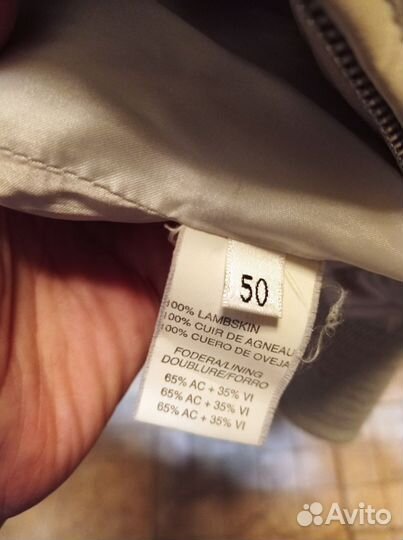 50
100% LAMBSKIN
100% CUIR DE AGNEAU
100% CUERO DE OVEJA
FODERA/LINING
DOUBLURE/FORRO
65% AC + 35% VI
65% AC + 35% VI
65% AC + 35% VI
Avito